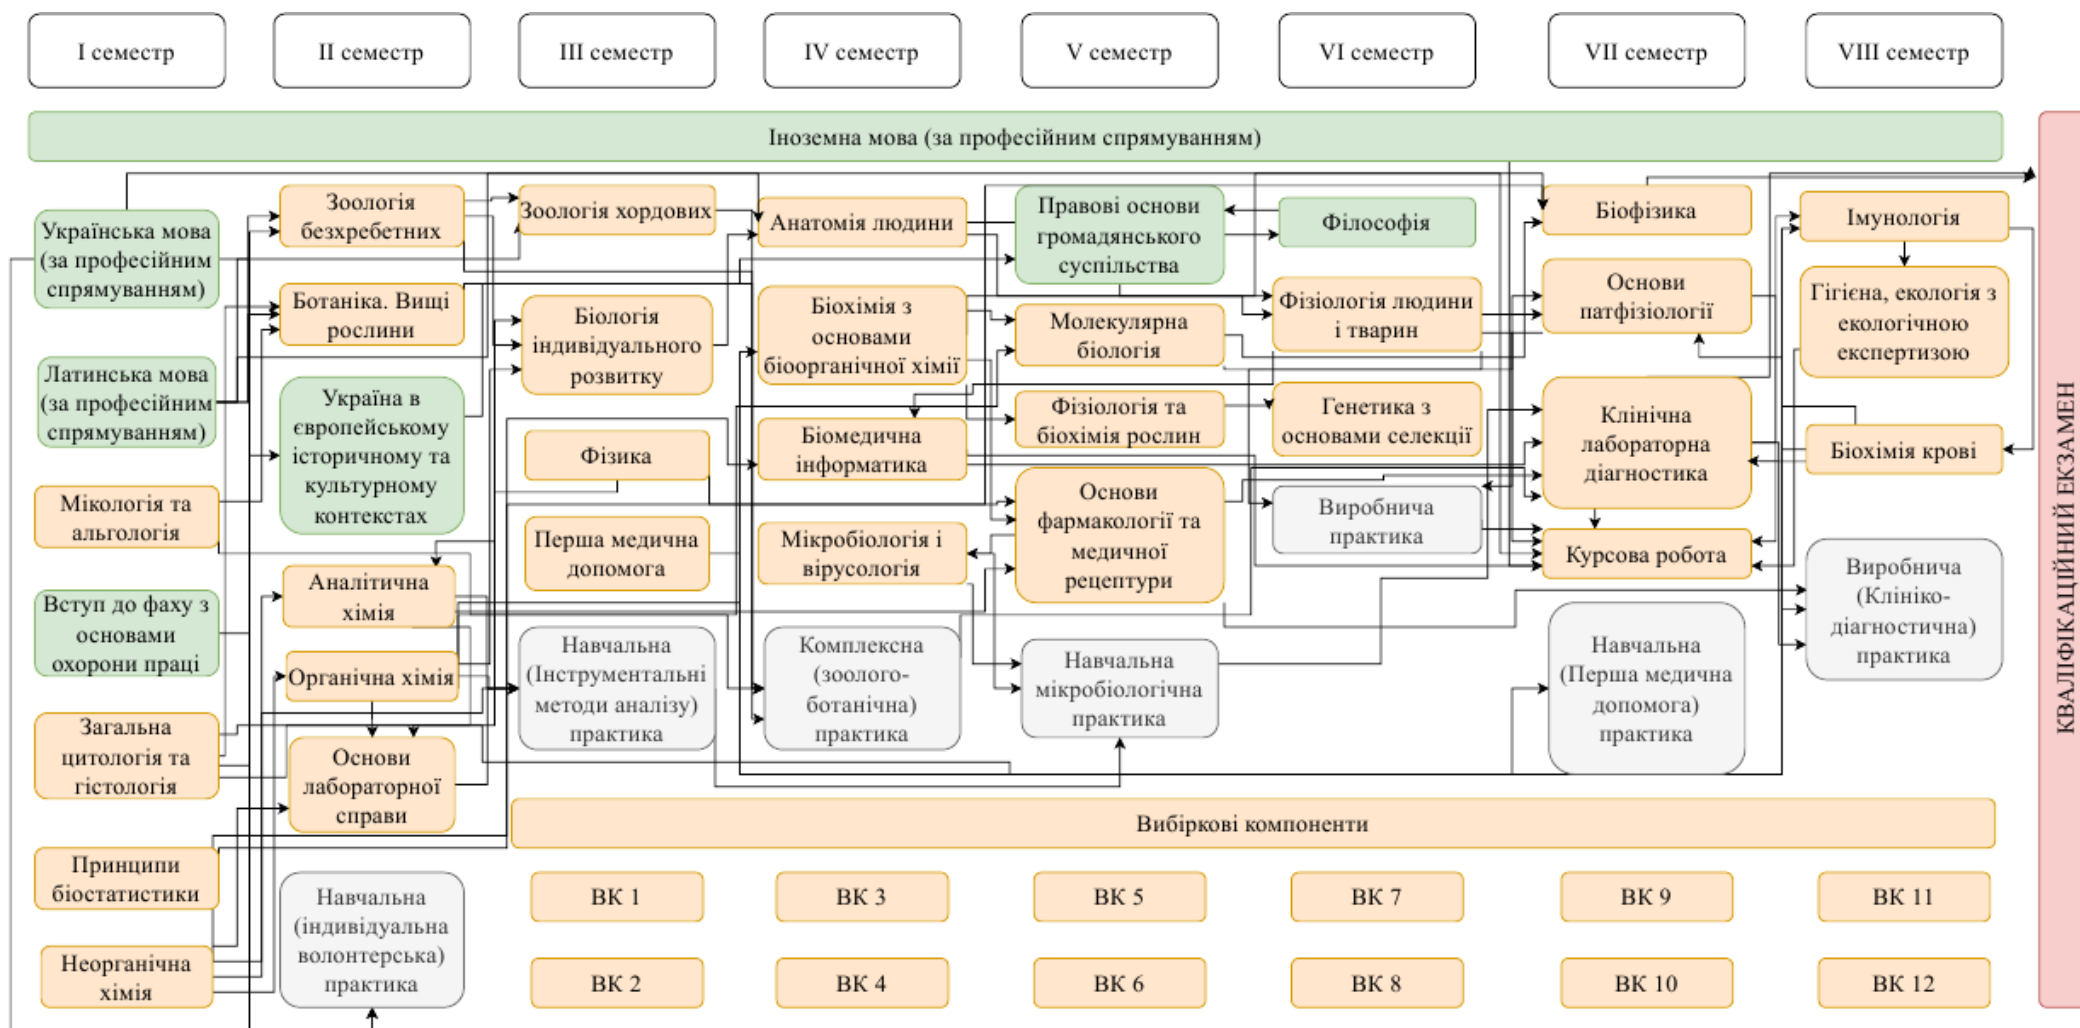 I семестр
II семестр
III семестр
IV семестр
V семестр
VI семестр
VII семестр
VIII семестр
Іноземна мова (за професійним спрямуванням)
КВАЛІФІКАЦІЙНИЙ ЕКЗАМЕН
Українська мова
(за професійним
спрямуванням)
Латинська мова
(за професійним
спрямуванням)
Мікологія та
альгологія
Вступ до фаху з
основами
охорони праці
Загальна
цитологія та
гістологія
Принципи
біостатистики
Неорганічна
хімія
Зоологія
безхребетних
Ботаніка. Вищі
рослини
Україна в
європейському
історичному та
культурному
контекстах
Аналітична
хімія
Органічна хімія
Основи
лабораторної
справи
Навчальна
(індивідуальна
волонтерська)
практика
Зоологія хордових
Біологія
індивідуального
розвитку
Фізика
Перша медична
допомога
Навчальна
(Інструментальні
методи аналізу)
практика
Анатомія людини
Біохімія з
основами
біоорганічної хімії
Біомедична
інформатика
Мікробіологія і
вірусологія
Комплексна
(зоолого-
ботанічна)
практика
Правові основи
громадянського
суспільства
Молекулярна
біологія
Фізіологія та
біохімія рослин
Основи
фармакології та
медичної
рецептури
Навчальна
мікробіологічна
практика
Філософія
Фізіологія людини
і тварин
Генетика з
основами селекції
Виробнича
практика
Біофізика
Основи
патфізіології
Клінічна
лабораторна
діагностика
Курсова робота
Навчальна
(Перша медична
допомога)
практика
Імунологія
Гігієна, екологія з
екологічною
експертизою
Біохімія крові
Виробнича
(Клініко-
діагностична)
практика
Вибіркові компоненти
ВК 1
ВК 3
ВК 5
ВК 7
ВК 9
ВК 11
ВК 2
ВК 4
ВК 6
ВК 8
ВК 10
ВК 12